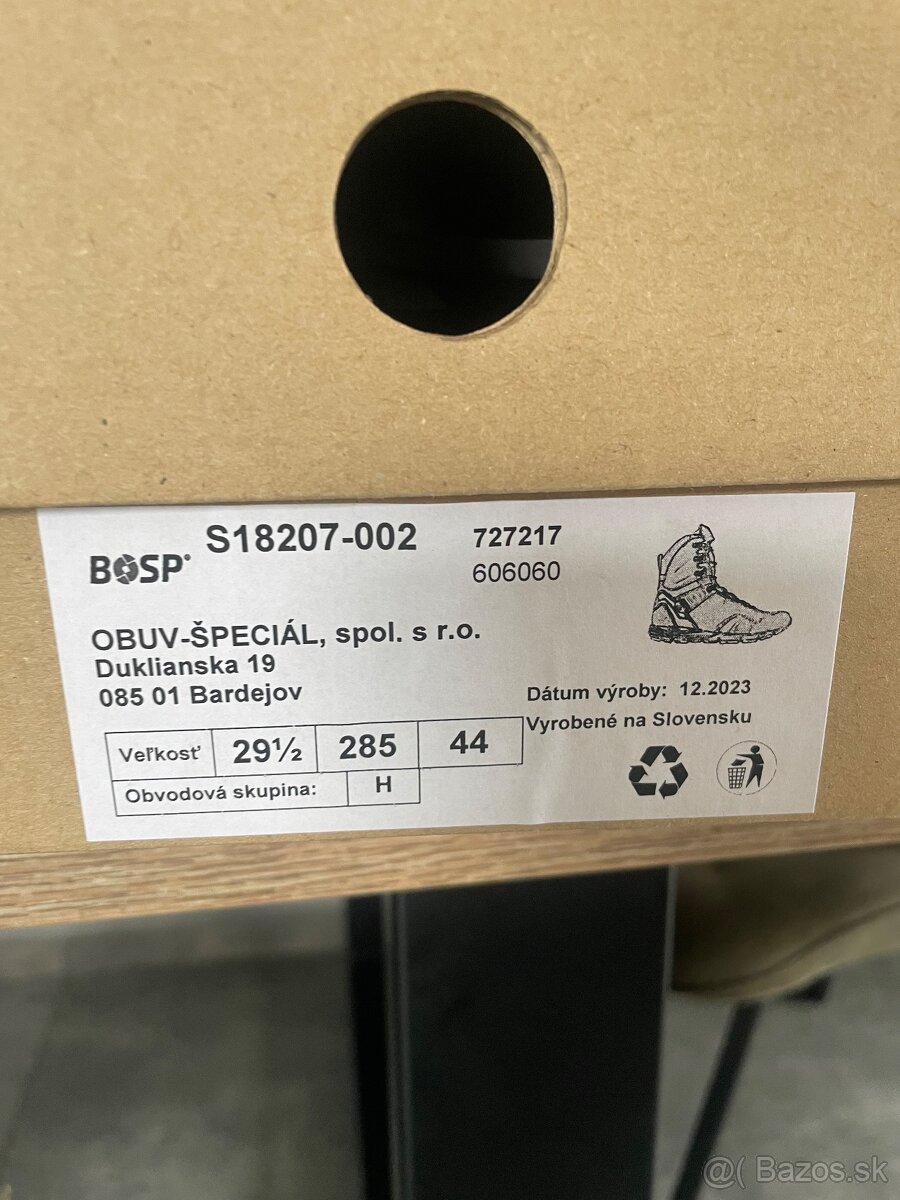 BOSP
S18207-002
727217
606060
OBUV-ŠPECIÁL, spol. s r.o.
Duklianska 19
085 01 Bardejov
Dátum výroby: 12.2023
Vyrobené na Slovensku
Veľkosť 29½ 285 44
Obvodová skupina: H
@( Bazos.sk